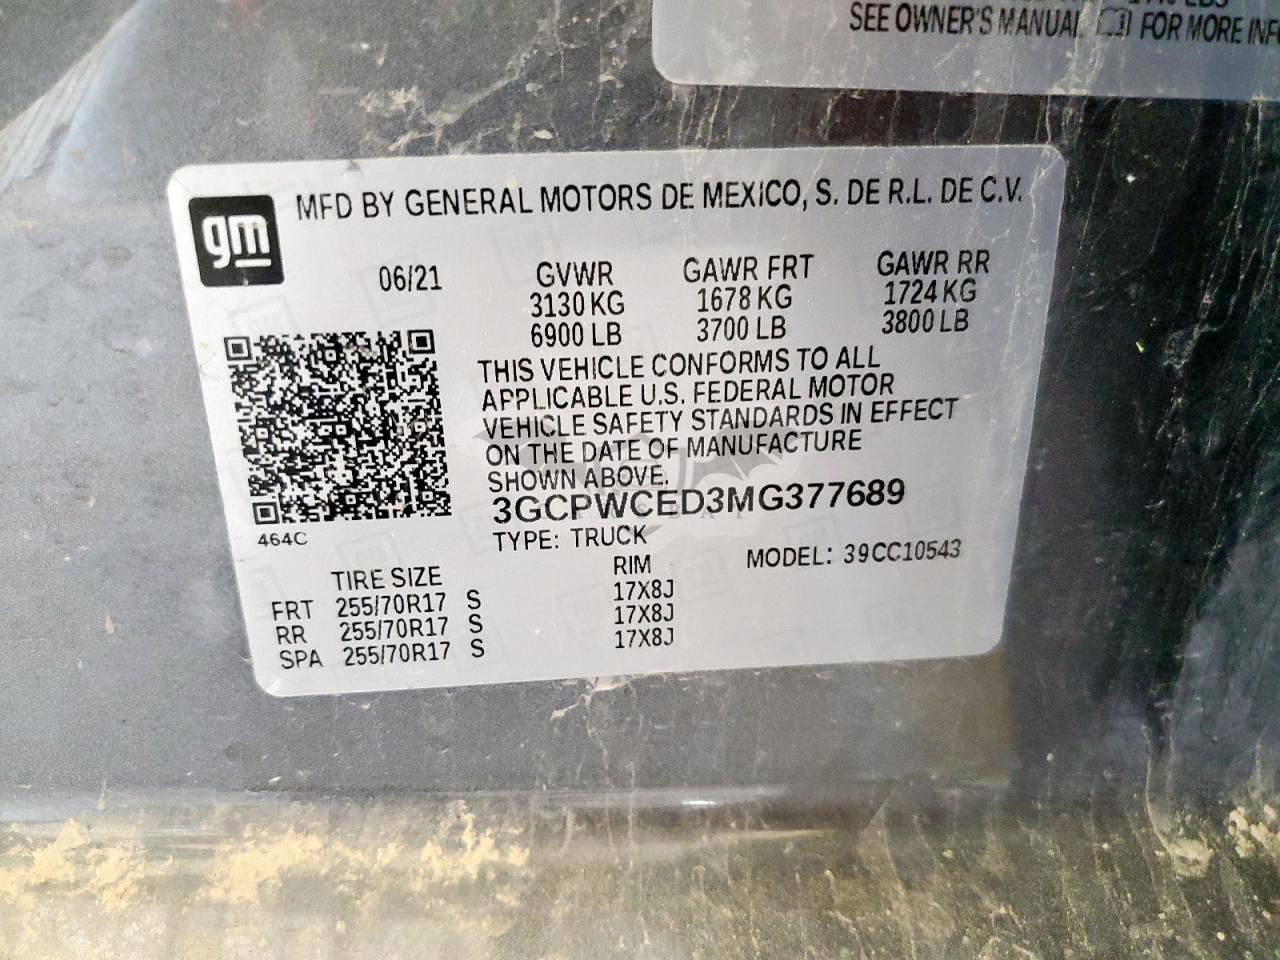 SEE OWNER'S MANUAL FOR MORE
gm
MFD BY GENERAL MOTORS DE MEXICO, S. DE R.L. DE C.V.
06/21 GVWR GAWR FRT GAWR RR
3130 KG 1678 KG 1724 KG
6900 LB 3700 LB 3800 LB
THIS VEHICLE CONFORMS TO ALL
APPLICABLE U.S. FEDERAL MOTOR
VEHICLE SAFETY STANDARDS IN EFFECT
ON THE DATE OF MANUFACTURE
SHOWN ABOVE.
3GCPWCED3MG377689
464C
TYPE: TRUCK
MODEL: 39CC10543
TIRE SIZE RIM
FRT 255/70R17 S 17X8J
RR 255/70R17 S 17X8J
SPA 255/70R17 S 17X8J